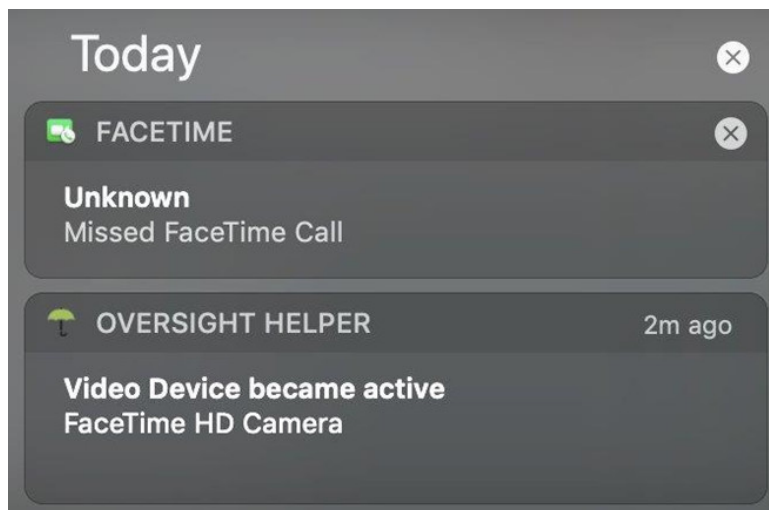 Today
FACETIME
Unknown
Missed FaceTime Call
OVERSIGHT HELPER 2m ago
Video Device became active
FaceTime HD Camera